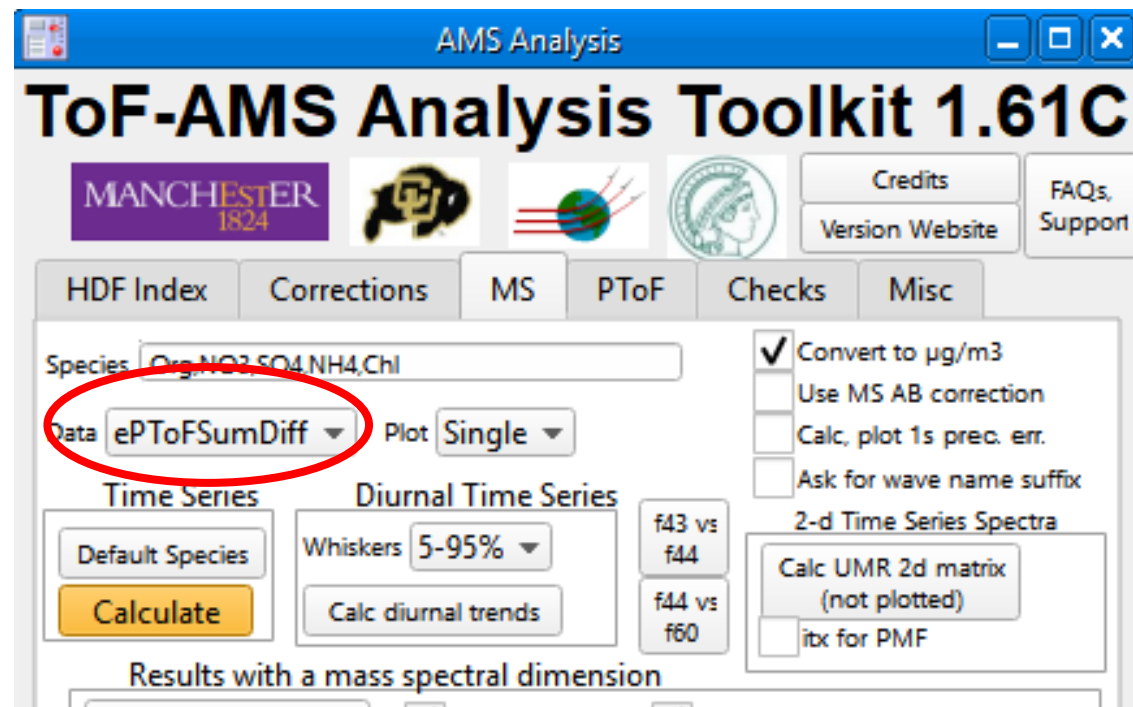 AMS Analysis
ToF-AMS Analysis Toolkit 1.61C
MANCHESTER
1824
CU
Credits
Version Website
FAQs,
Support
HDF Index Corrections MS PToF Checks Misc
Species Org,NO3,SO4,NH4,Chl
Data ePToFSumDiff Plot Single
Convert to µg/m3
Use MS AB correction
Calc, plot 1s prec. err.
Ask for wave name suffix
Time Series
Default Species
Calculate
Diurnal Time Series
Whiskers 5-95%
Calc diurnal trends
f43 vs
f44
f44 vs
f60
2-d Time Series Spectra
Calc UMR 2d matrix
(not plotted)
itx for PMF
Results with a mass spectral dimension